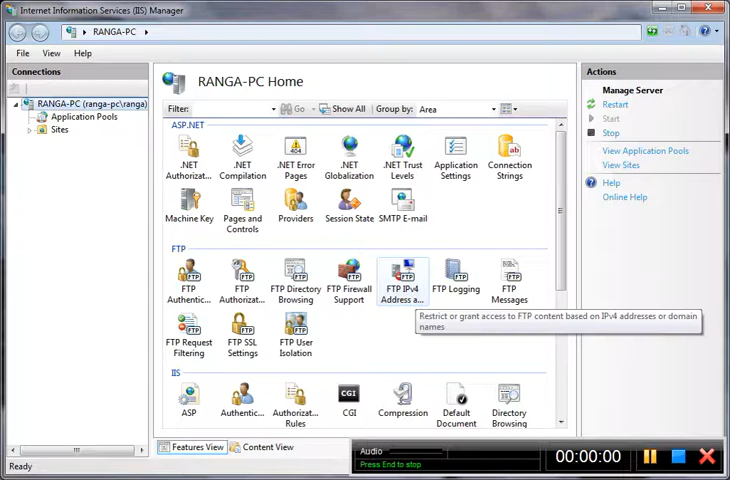 Internet Information Services (IIS) Manager
RANGA-PC
File View Help
Connections
RANGA-PC (ranga-pc\ranga)
Application Pools
Sites
RANGA-PC Home
Filter: Go Show All Group by: Area
ASP.NET
.NET Authorizat...
.NET Compilation
.NET Error Pages
.NET Globalization
.NET Trust Levels
Application Settings
Connection Strings
Machine Key
Pages and Controls
Providers
Session State
SMTP E-mail
FTP
FTP Authentic...
FTP Authorizat...
FTP Directory Browsing
FTP Firewall Support
FTP IPv4 Address a...
FTP Logging
FTP Messages
Restrict or grant access to FTP content based on IPv4 addresses or domain
names
FTP Request Filtering
FTP SSL Settings
FTP User Isolation
IIS
ASP
Authentic...
Authorizat... Rules
CGI
Compression
Default Document
Directory Browsing
Features View
Content View
Actions
Manage Server
Restart
Start
Stop
View Application Pools
View Sites
Help
Online Help
Audio
Press End to stop
00:00:00
Ready